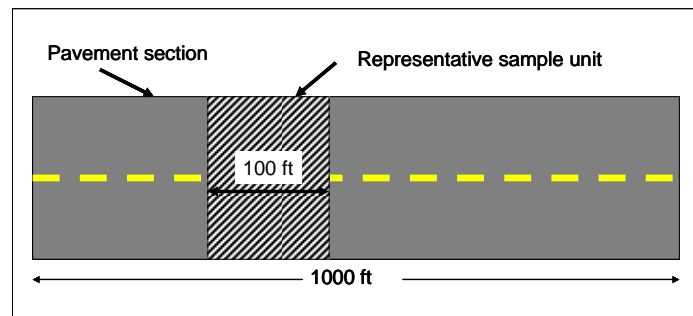 Pavement section
Representative sample unit
100 ft
1000 ft